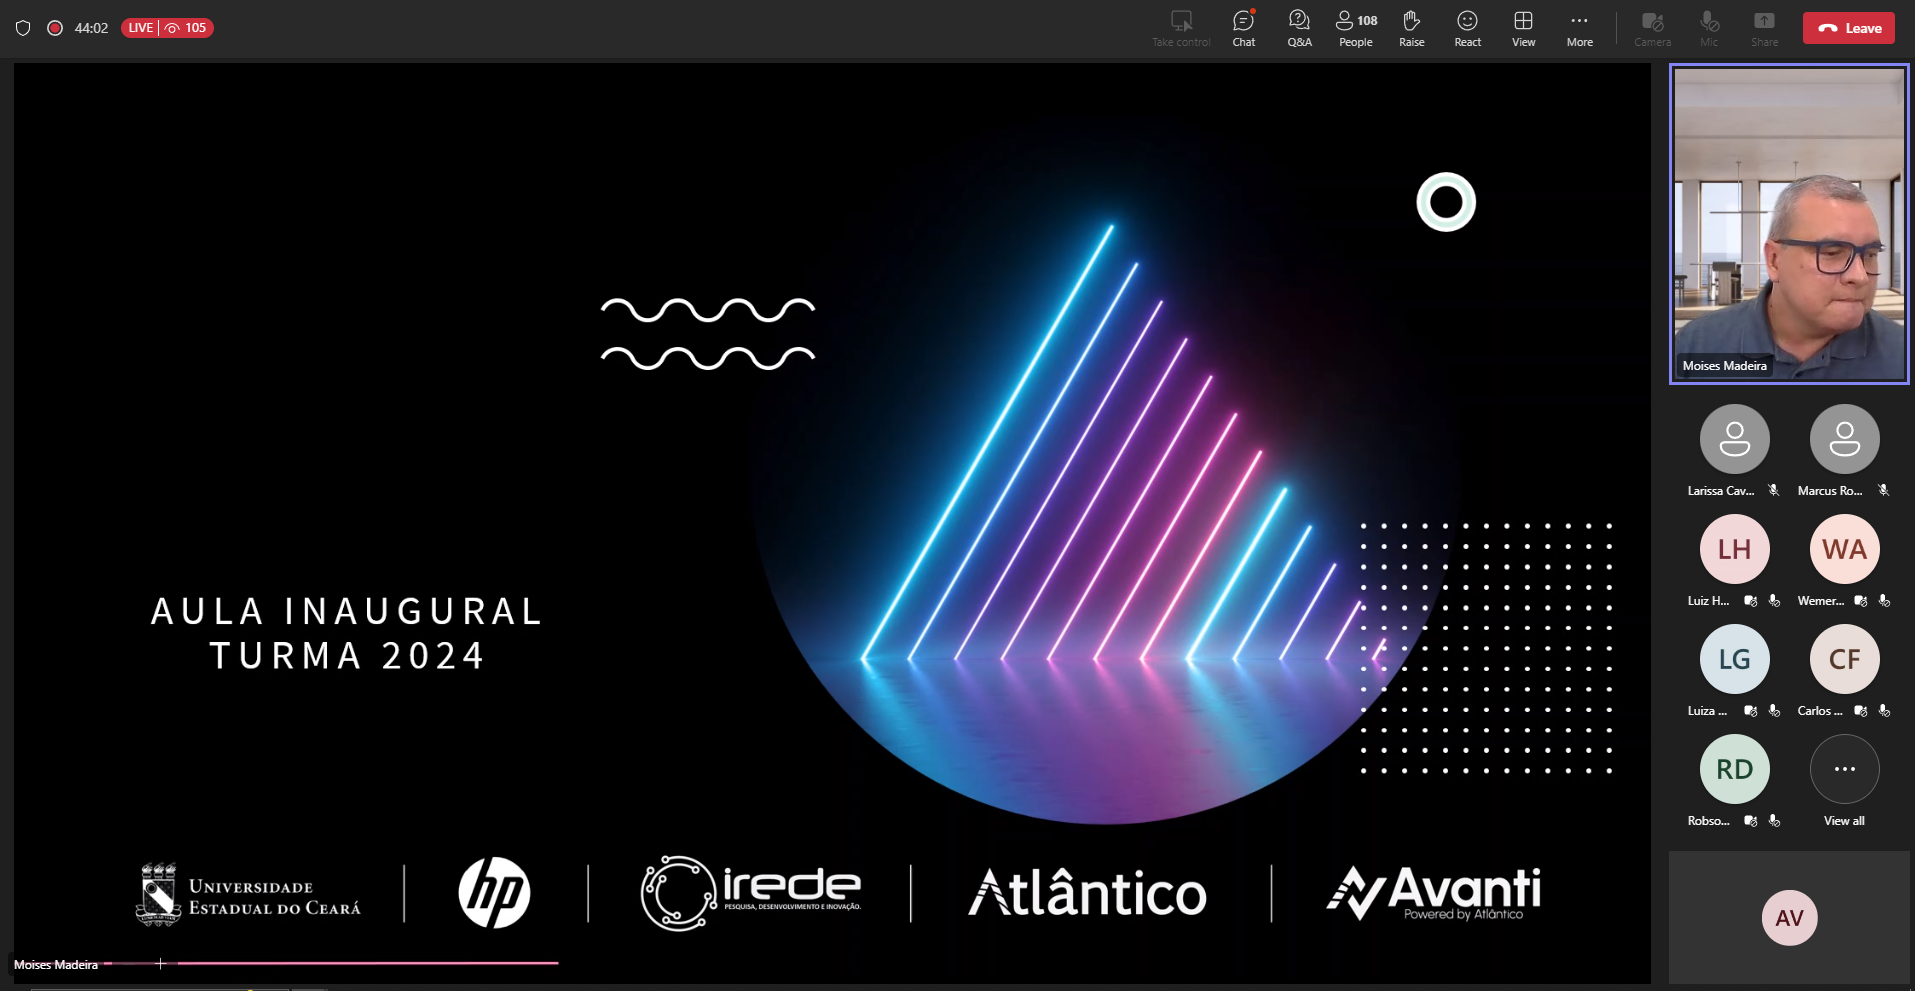 44:02
LIVE
105
Take control
Chat
Q&A
108
People
Raise
React
View
More
Camera
Mic
Share
Leave
AULA INAUGURAL
TURMA 2024
UNIVERSIDADE
ESTADUAL DO CEARÁ
hp
irede
PESQUISA, DESENVOLVIMENTO E INOVAÇÃO.
Atlântico
Avanti
Powered by Atlântico
Moises Madeira
Moises Madeira
Larissa Cav...
Marcus Ro...
LH
WA
Luiz H...
Wemer...
LG
CF
Luiza ...
Carlos ...
RD
Robso...
View all
AV